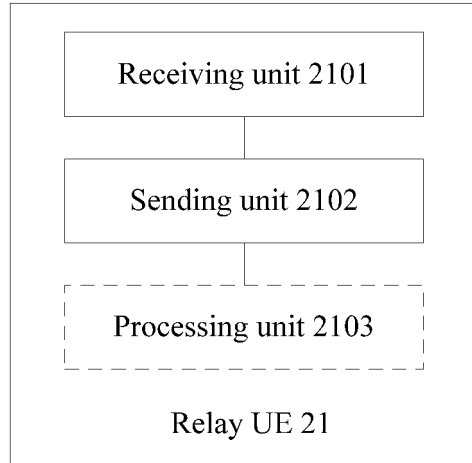 Receiving unit 2101
Sending unit 2102
Processing unit 2103
Relay UE 21